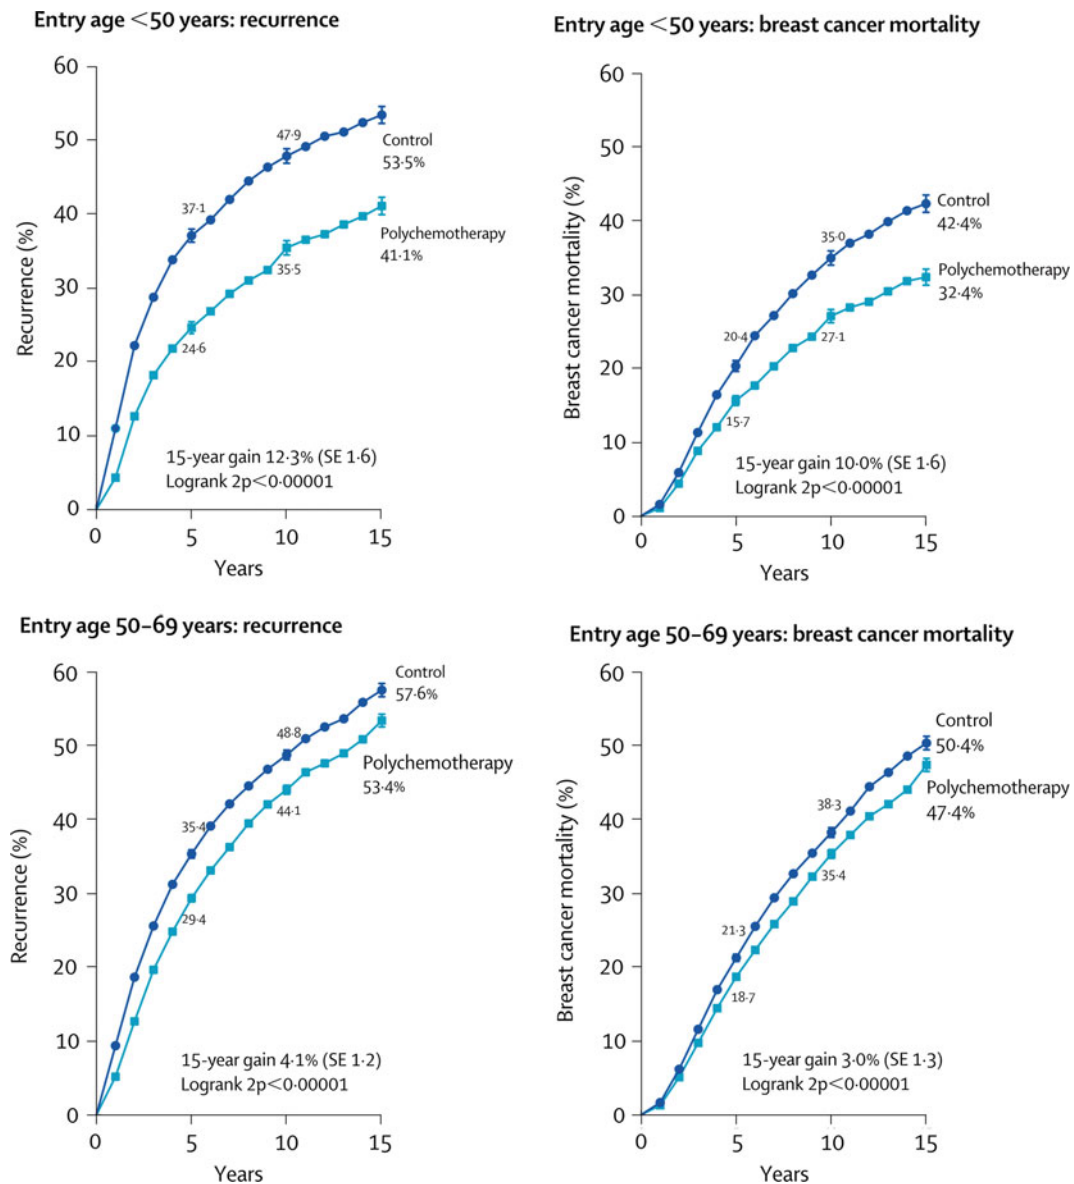 Entry age <50 years: recurrence
60
50
40
30
20
10
0
Recurrence (%)
47·9
37·1
Control
53·5%
Polychemotherapy
41·1%
35·5
24·6
15-year gain 12·3% (SE 1·6)
Logrank 2p<0·00001
0
5
10
15
Years
Entry age <50 years: breast cancer mortality
60
50
40
30
20
10
0
Breast cancer mortality (%)
Control
42·4%
35·0
Polychemotherapy
32·4%
20·4
27·1
15·7
15-year gain 10·0% (SE 1·6)
Logrank 2p<0·00001
0
5
10
15
Years
Entry age 50–69 years: recurrence
60
50
40
30
20
10
0
Recurrence (%)
Control
57·6%
48·8
Polychemotherapy
53·4%
44·1
35·4
29·4
15-year gain 4·1% (SE 1·2)
Logrank 2p<0·00001
0
5
10
15
Years
Entry age 50–69 years: breast cancer mortality
60
50
40
30
20
10
0
Breast cancer mortality (%)
Control
50·4%
Polychemotherapy
47·4%
38·3
35·4
21·3
18·7
15-year gain 3·0% (SE 1·3)
Logrank 2p<0·00001
0
5
10
15
Years